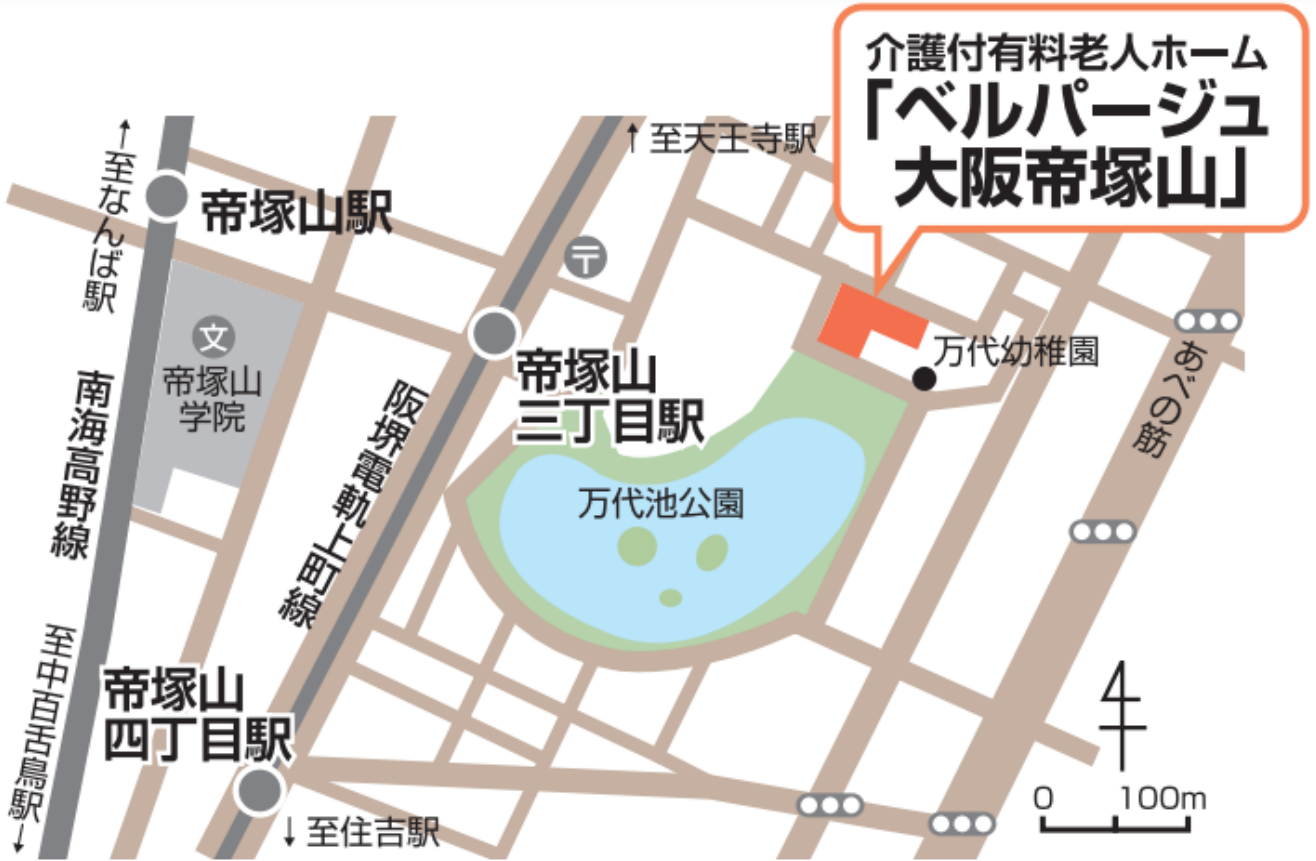 介護付有料老人ホーム
「ベルパージュ
大阪帝塚山」
↑至天王寺駅
↑至なんば駅
帝塚山駅
〒
文
帝塚山
学院
帝塚山
三丁目駅
万代幼稚園
あべの筋
南海高野線
阪堺電軌上町線
万代池公園
至中百舌鳥駅↓
帝塚山
四丁目駅
↓至住吉駅
0 100m